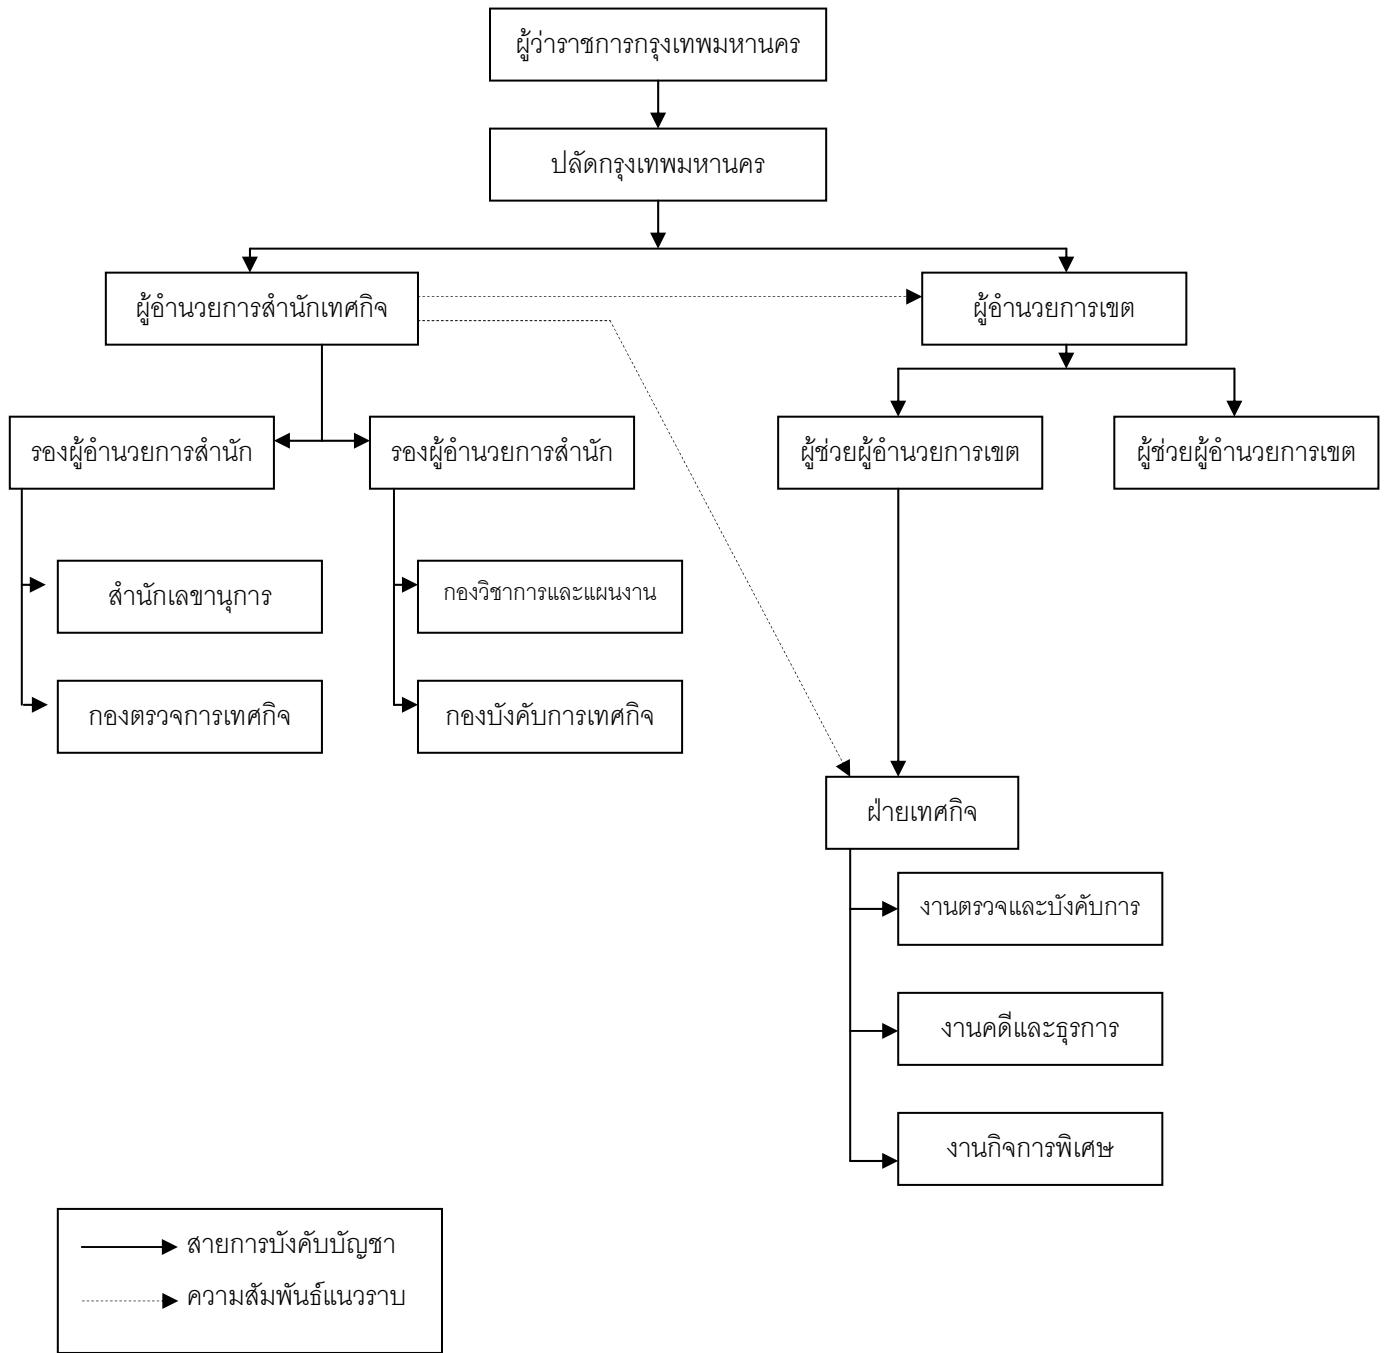 ผู้ว่าราชการกรุงเทพมหานคร
ปลัดกรุงเทพมหานคร
ผู้อำนวยการสำนักเทศกิจ
ผู้อำนวยการเขต
รองผู้อำนวยการสำนัก
รองผู้อำนวยการสำนัก
ผู้ช่วยผู้อำนวยการเขต
ผู้ช่วยผู้อำนวยการเขต
สำนักเลขานุการ
กองวิชาการและแผนงาน
กองตรวจการเทศกิจ
กองบังคับการเทศกิจ
ฝ่ายเทศกิจ
งานตรวจและบังคับการ
งานคดีและธุรการ
งานกิจการพิเศษ
สายการบังคับบัญชา
ความสัมพันธ์แนวราบ